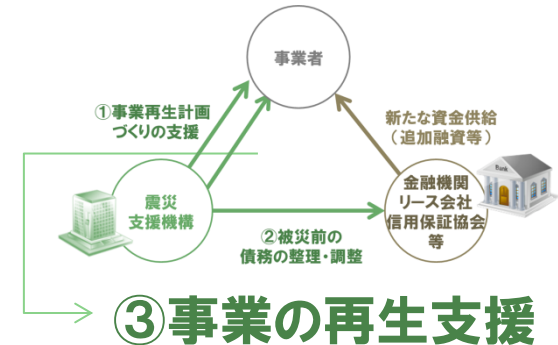 事業者
①事業再生計画
づくりの支援
新たな資金供給
（追加融資等）
Bank
震災
支援機構
金融機関
リース会社
信用保証協会
等
②被災前の
債務の整理・調整
③事業の再生支援